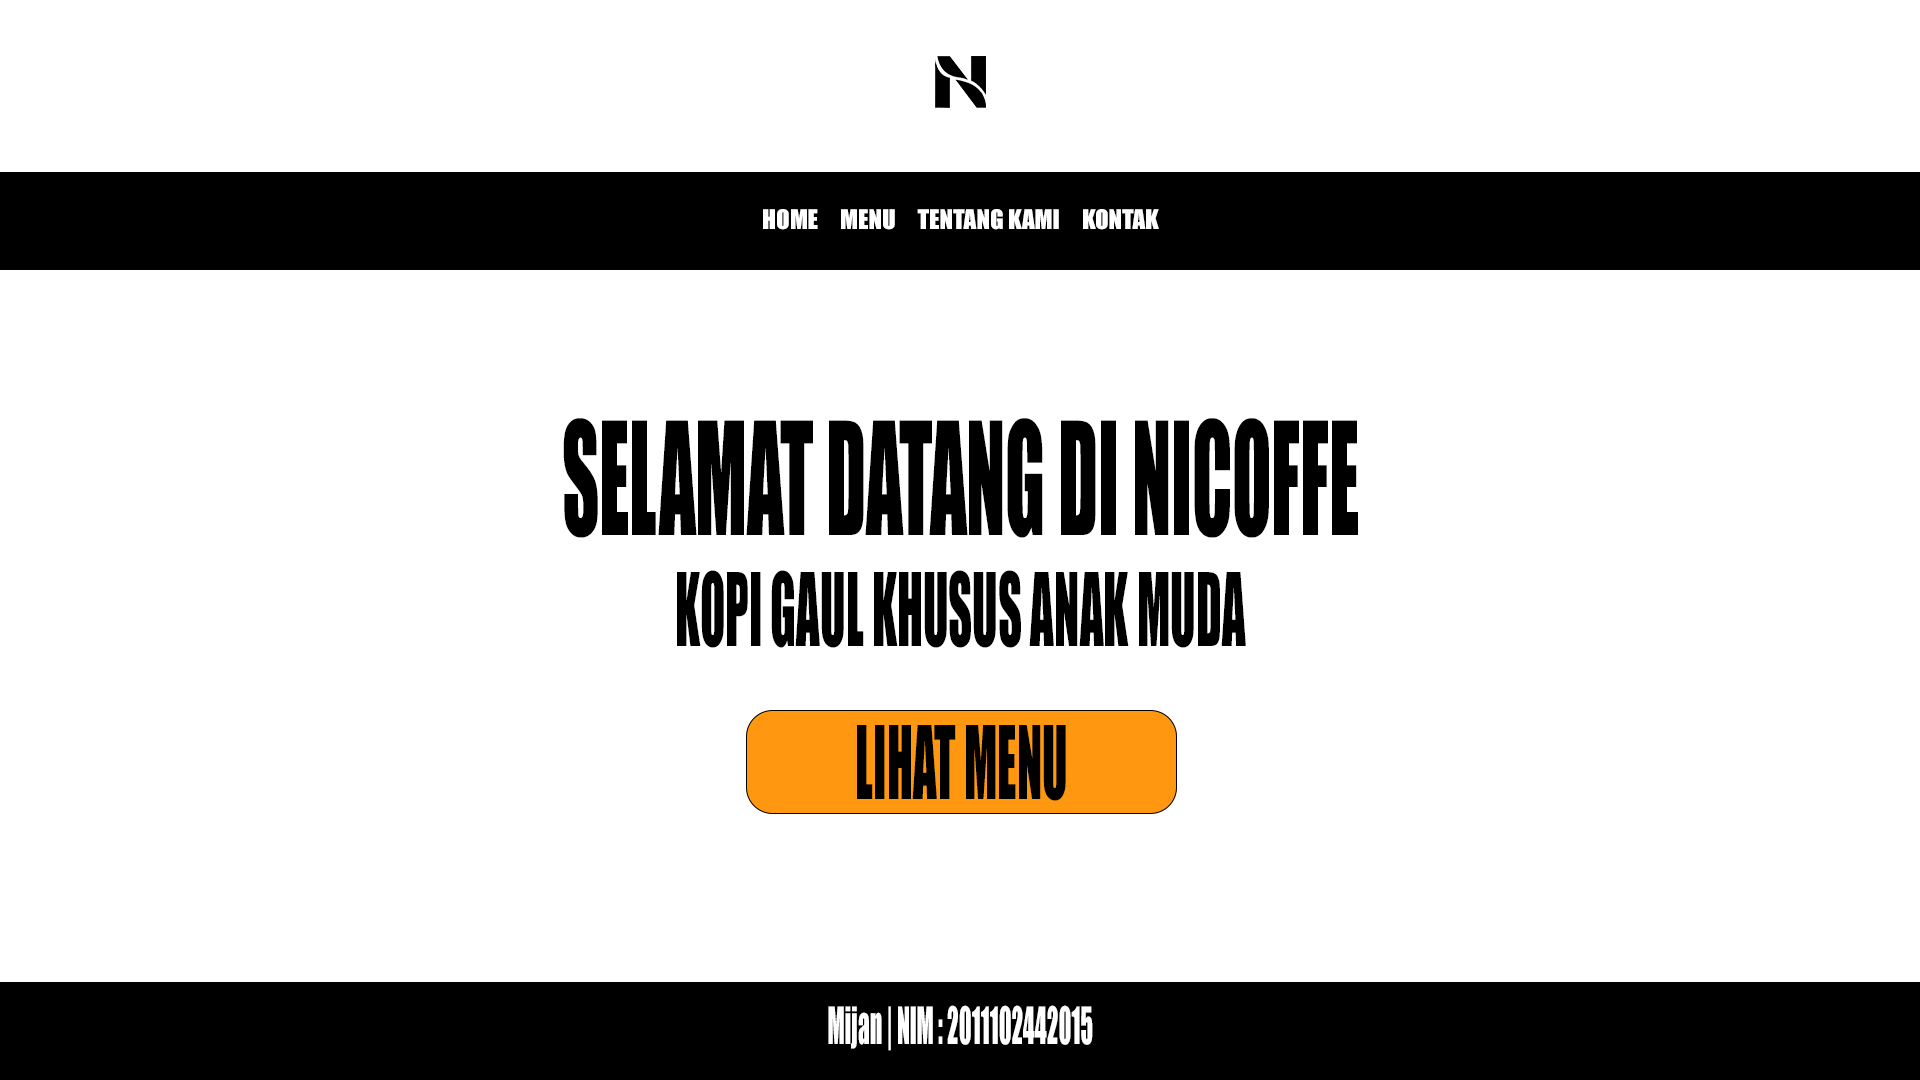 N
HOME MENU TENTANG KAMI KONTAK
SELAMAT DATANG DI NICOFFE
KOPI GAUL KHUSUS ANAK MUDA
LIHAT MENU
Mijan | NIM : 2011102442015